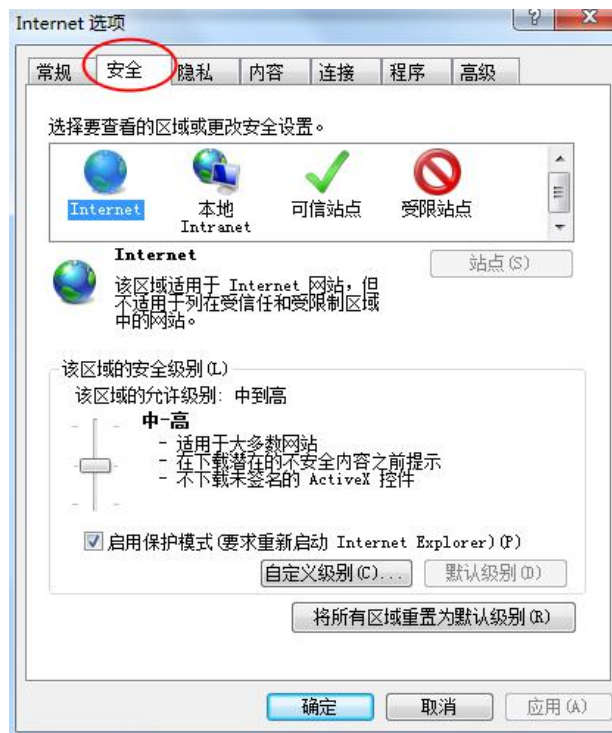 Internet 选项
常规 安全 隐私 内容 连接 程序 高级
选择要查看的区域或更改安全设置。
Internet 本地 Intranet 可信站点 受限站点
Internet
站点(S)
该区域适用于 Internet 网站，但
不适用于列在受信任和受限制区域
中的网站。
该区域的安全级别(L)
该区域的允许级别: 中到高
中-高
- 适用于大多数网站
- 在下载潜在的不安全内容之前提示
- 不下载未签名的 ActiveX 控件
启用保护模式(要求重新启动 Internet Explorer)(P)
自定义级别(C)... 默认级别(D)
将所有区域重置为默认级别(R)
确定 取消 应用(A)